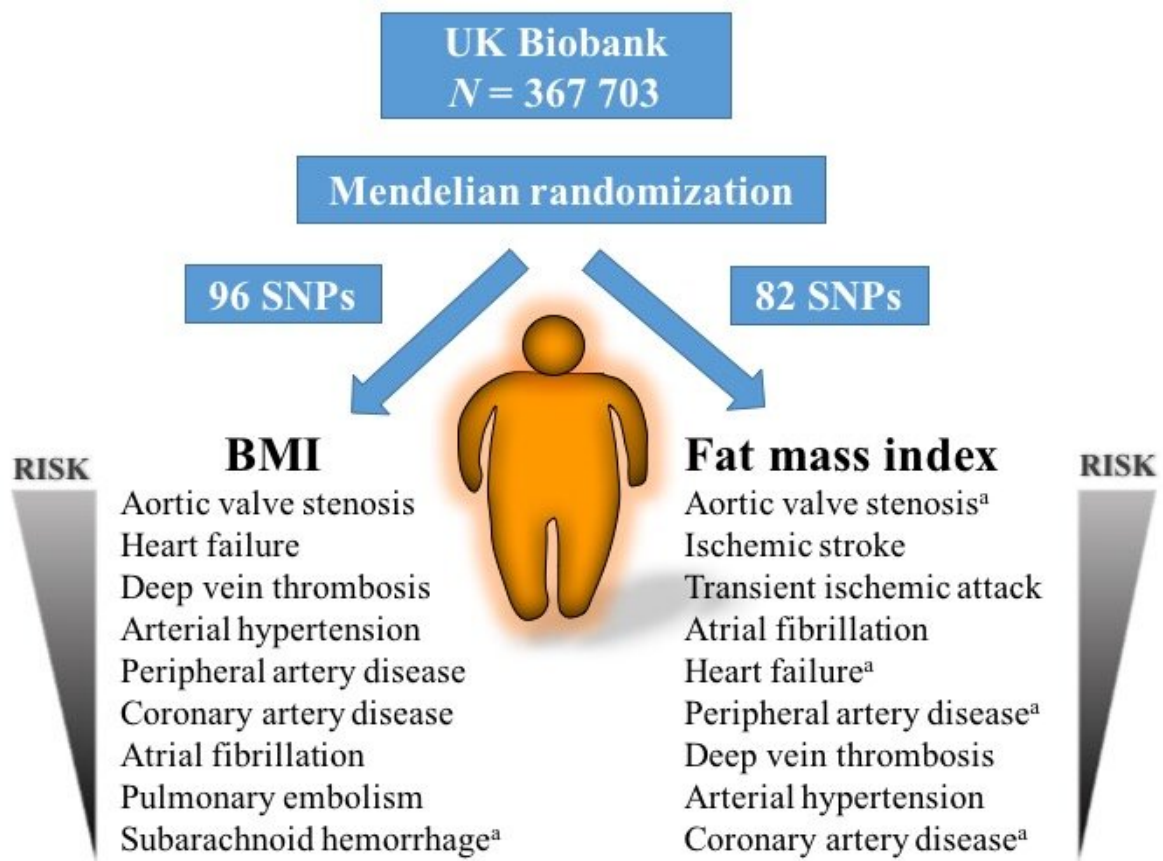 UK Biobank
N = 367 703
Mendelian randomization
96 SNPs
82 SNPs
BMI
RISK
Aortic valve stenosis
Heart failure
Deep vein thrombosis
Arterial hypertension
Peripheral artery disease
Coronary artery disease
Atrial fibrillation
Pulmonary embolism
Subarachnoid hemorrhageᵃ
Fat mass index
RISK
Aortic valve stenosisᵃ
Ischemic stroke
Transient ischemic attack
Atrial fibrillation
Heart failureᵃ
Peripheral artery diseaseᵃ
Deep vein thrombosis
Arterial hypertension
Coronary artery diseaseᵃ